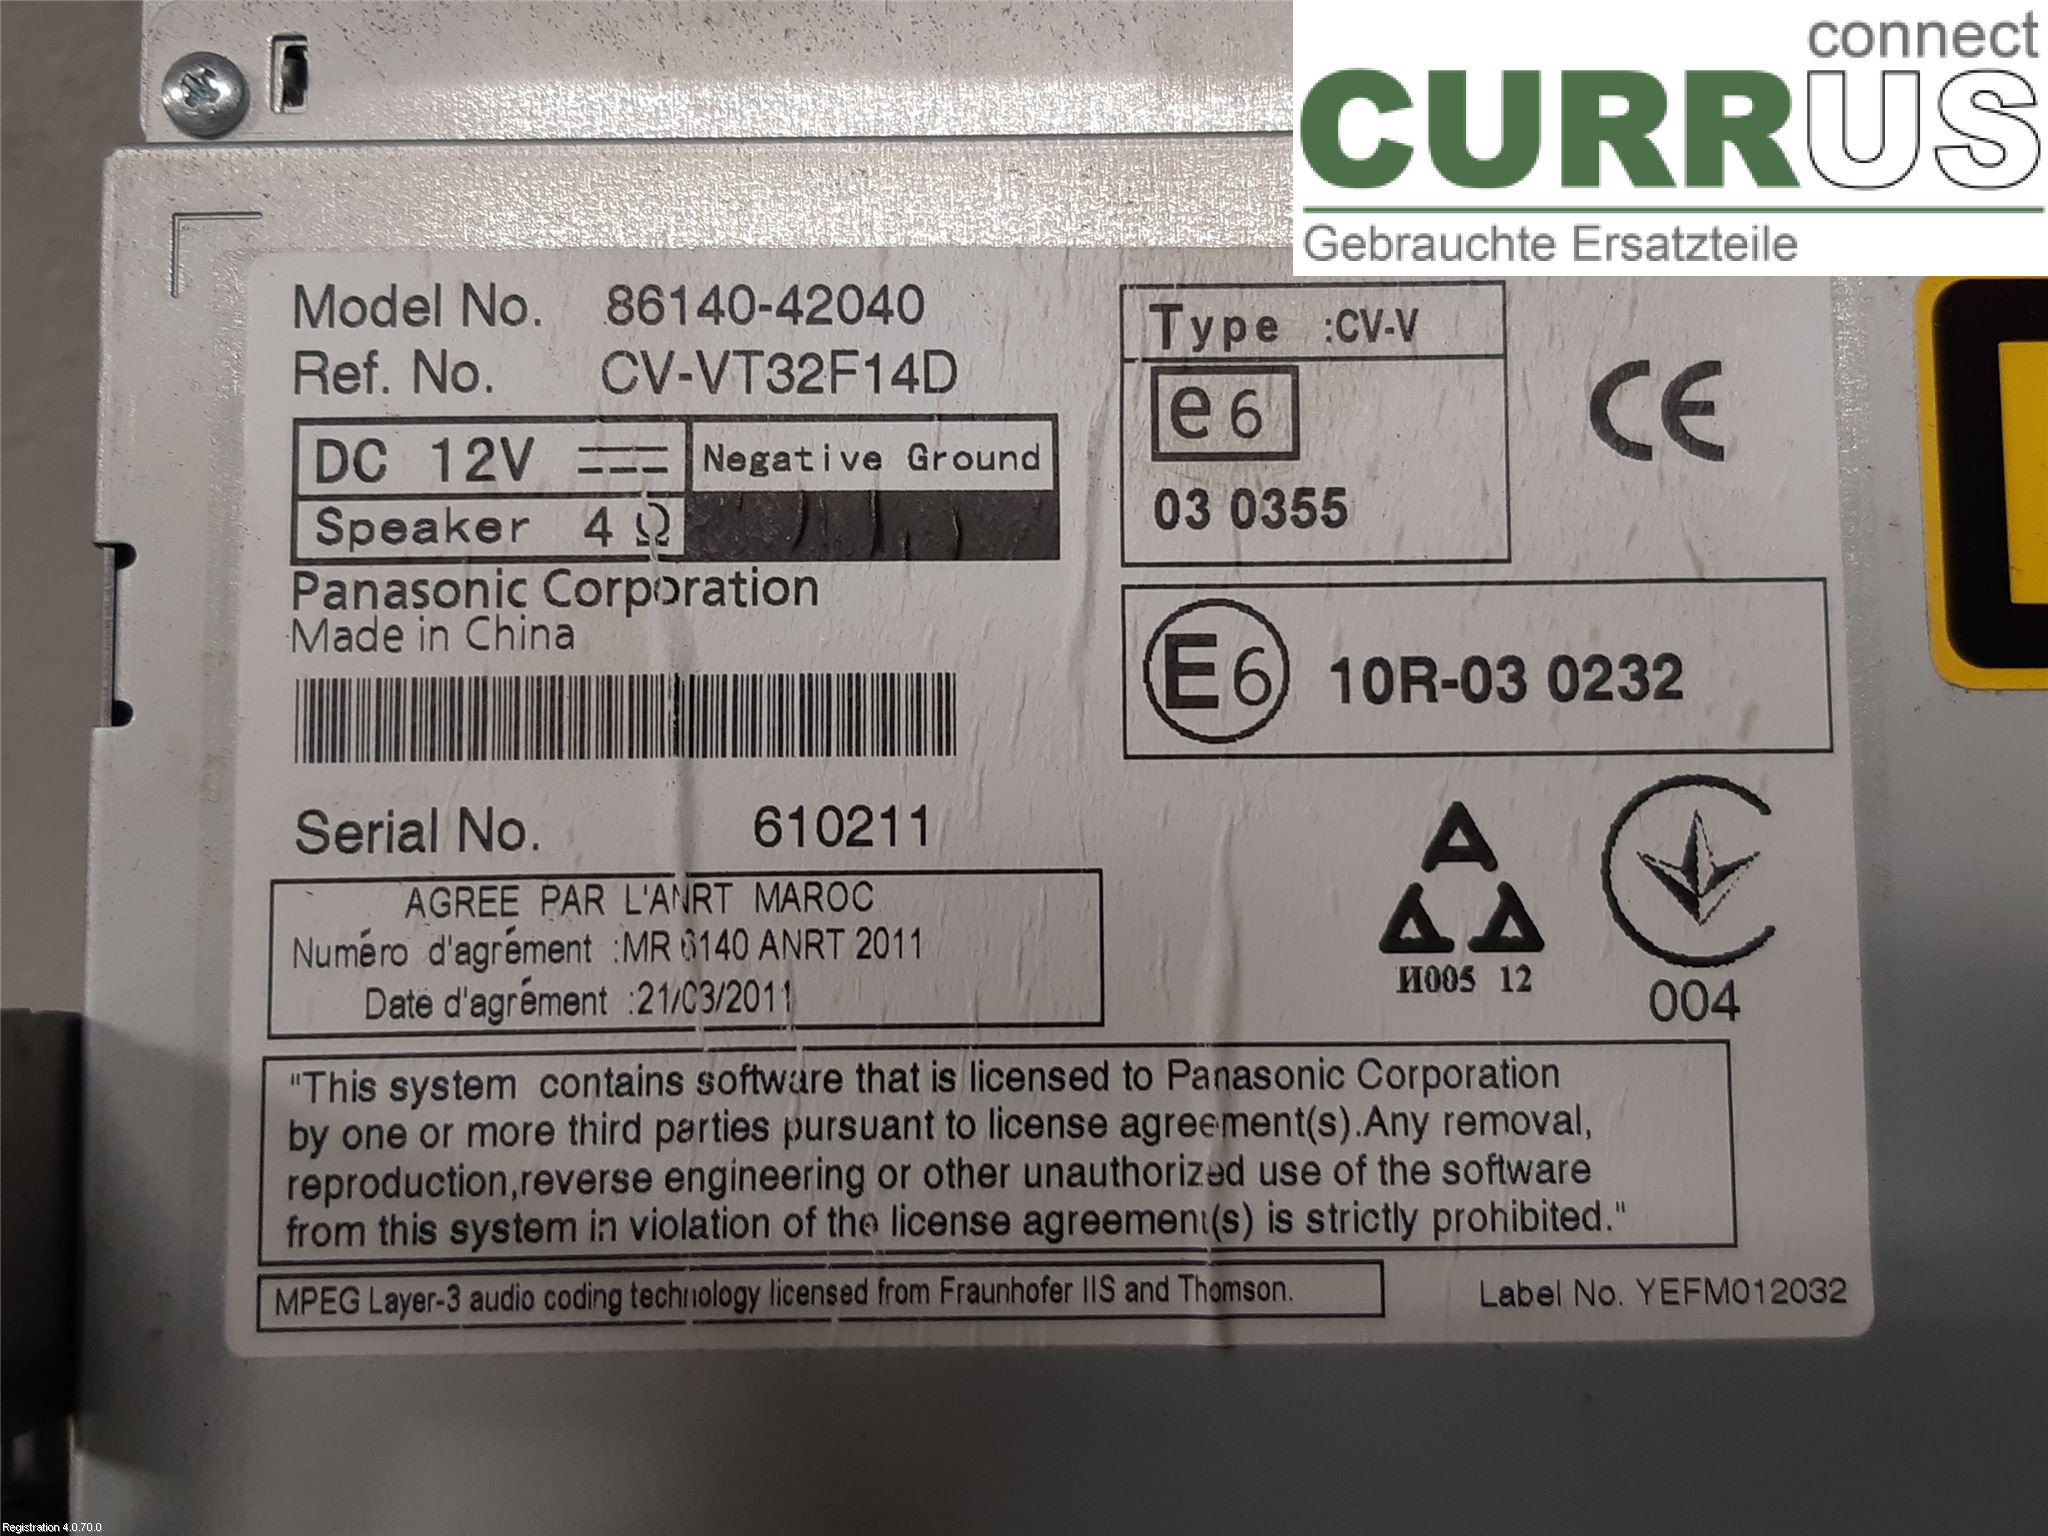 connect
CURRUS
Gebrauchte Ersatzteile
Model No. 86140-42040
Ref. No. CV-VT32F14D
DC 12V Negative Ground
Speaker 4 Ω
Panasonic Corporation
Made in China
Serial No. 610211
AGREE PAR L'ANRT MAROC
Numéro d'agrément :MR 6140 ANRT 2011
Date d'agrément :21/03/2011
Type :CV-V
e6
03 0355
CE
E6 10R-03 0232
И005 12
004
"This system contains software that is licensed to Panasonic Corporation
by one or more third parties pursuant to license agreement(s).Any removal,
reproduction,reverse engineering or other unauthorized use of the software
from this system in violation of the license agreement(s) is strictly prohibited."
MPEG Layer-3 audio coding technology licensed from Fraunhofer IIS and Thomson.
Label No. YEFM012032
Registration 4.0.70.0